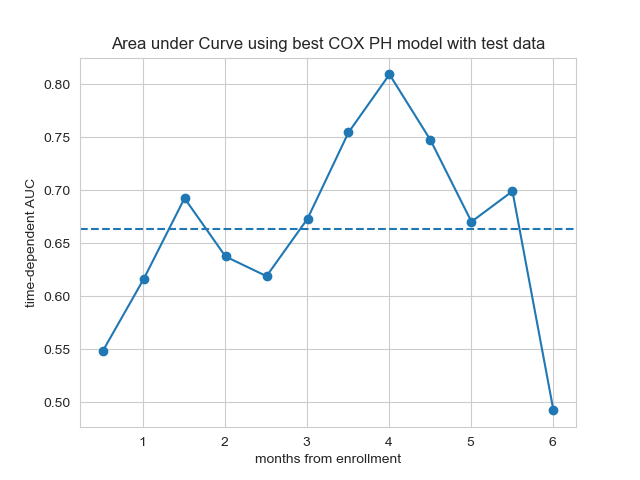 Area under Curve using best COX PH model with test data
0.80
0.75
0.70
0.65
0.60
0.55
0.50
time-dependent AUC
1 2 3 4 5 6
months from enrollment